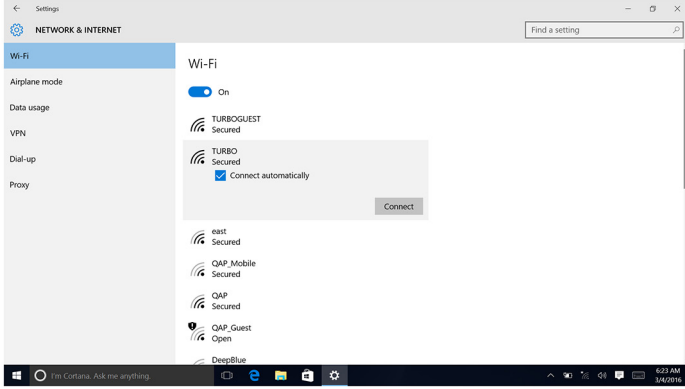 Settings
NETWORK & INTERNET
Find a setting
Wi-Fi
Airplane mode
Data usage
VPN
Dial-up
Proxy
Wi-Fi
On
TURBOGUEST
Secured
TURBO
Secured
Connect automatically
Connect
east
Secured
QAP_Mobile
Secured
QAP
Secured
QAP_Guest
Open
DeepBlue
I'm Cortana. Ask me anything.
6:23 AM
3/4/2016